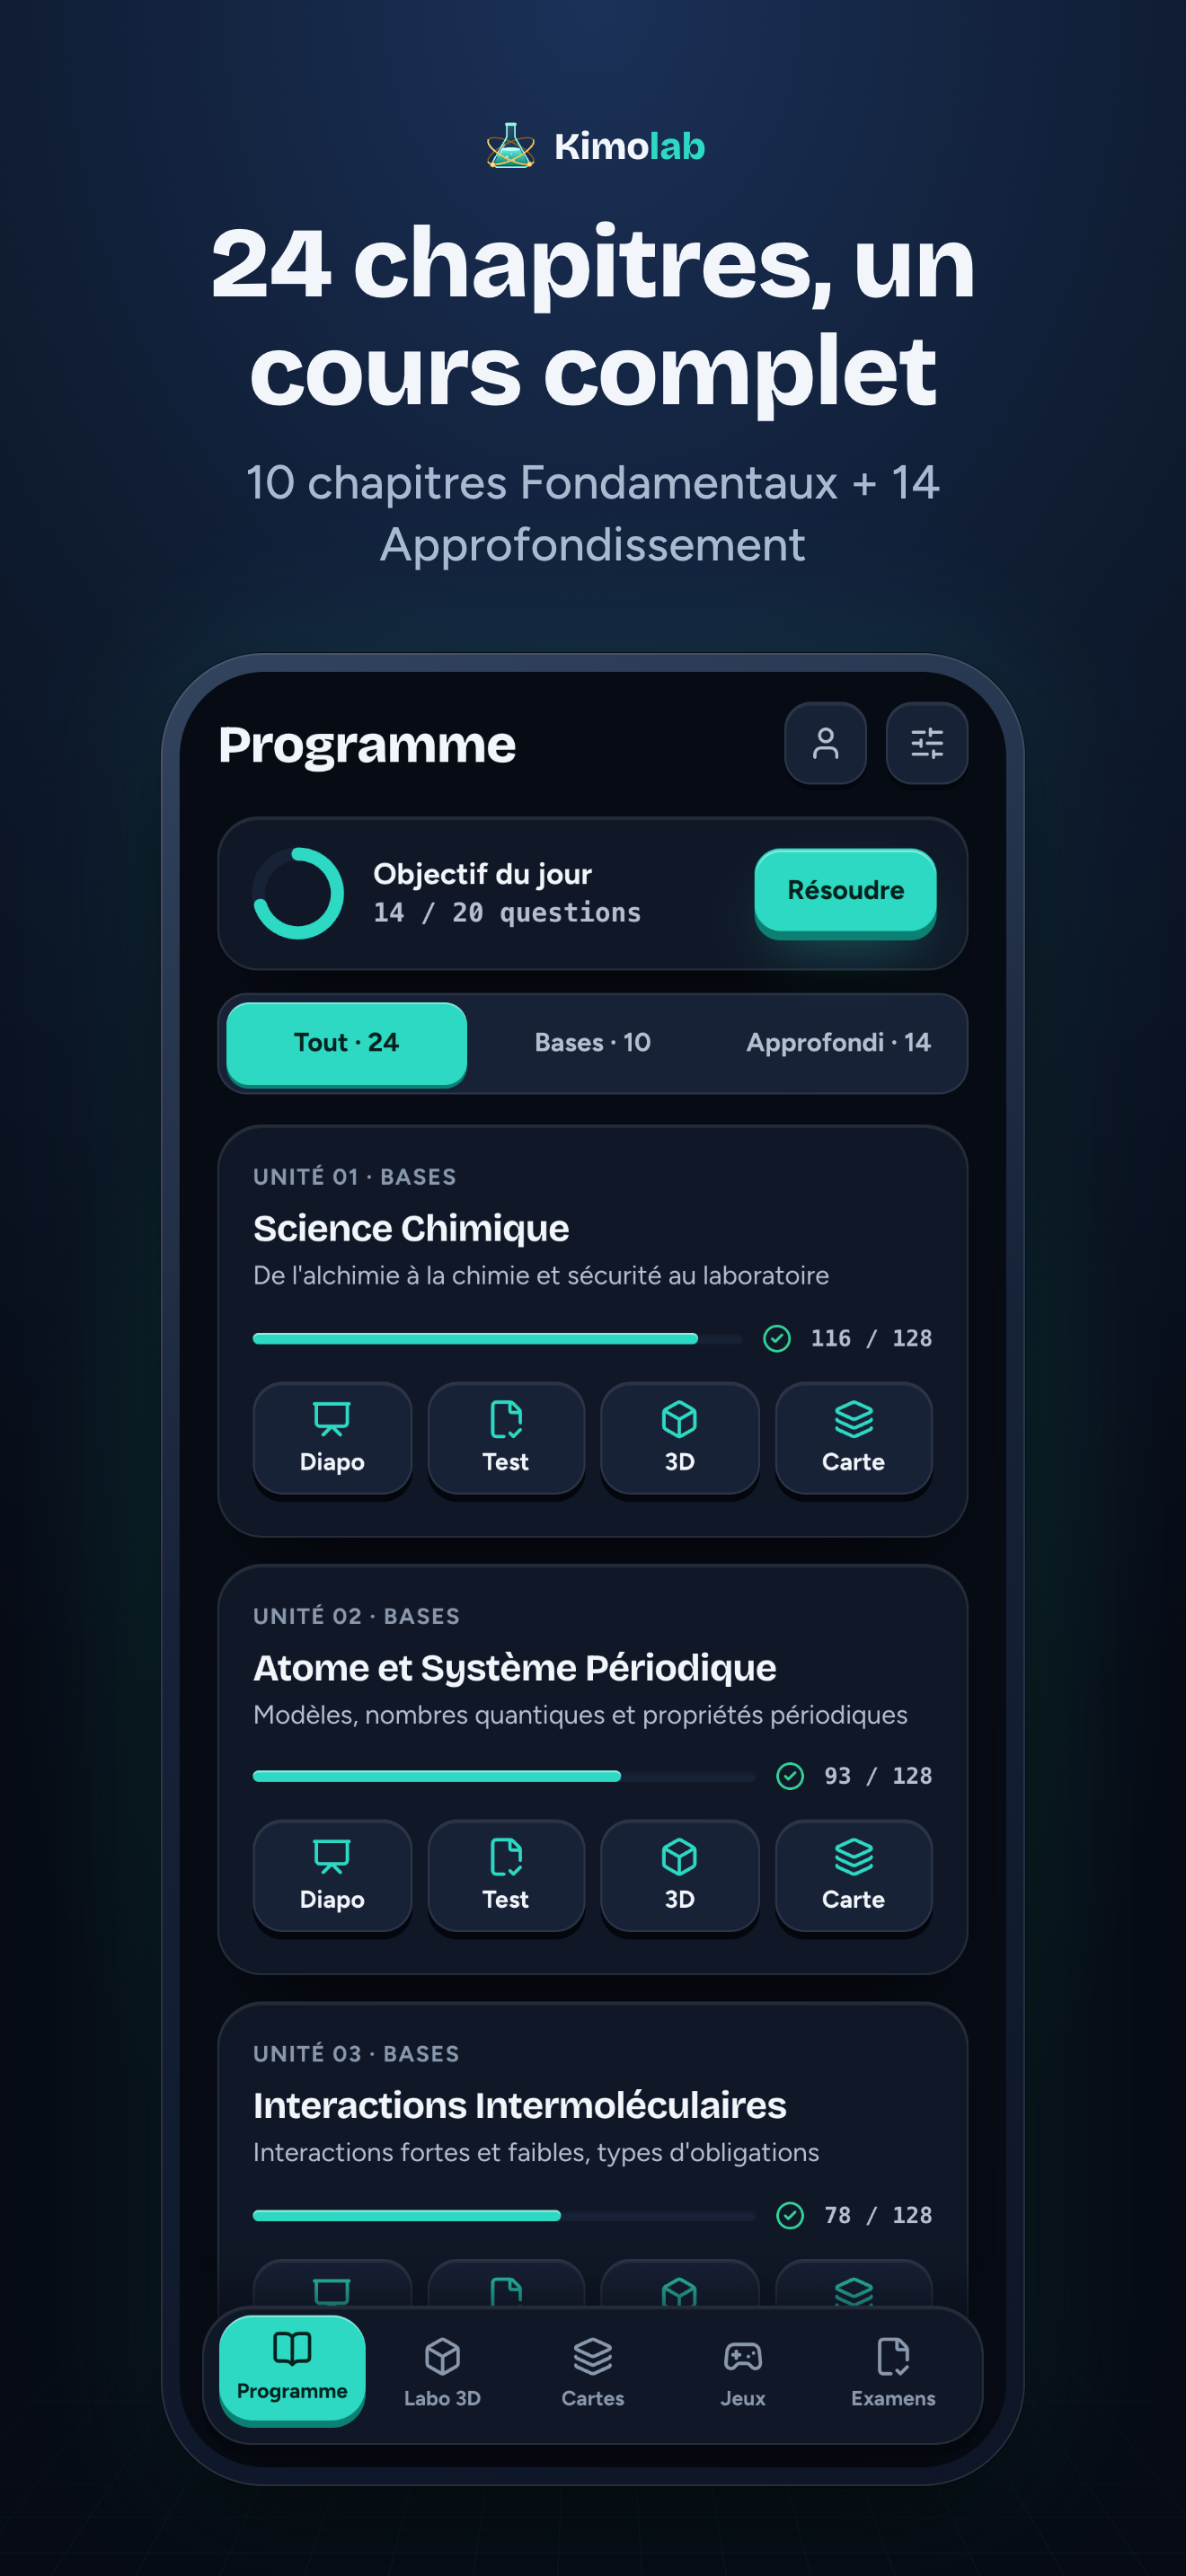 Kimolab
24 chapitres, un
cours complet
10 chapitres Fondamentaux + 14
Approfondissement
Programme
Objectif du jour
14 / 20 questions
Résoudre
Tout · 24
Bases · 10
Approfondi · 14
UNITÉ 01 · BASES
Science Chimique
De l'alchimie à la chimie et sécurité au laboratoire
116 / 128
Diapo
Test
3D
Carte
UNITÉ 02 · BASES
Atome et Système Périodique
Modèles, nombres quantiques et propriétés périodiques
93 / 128
Diapo
Test
3D
Carte
UNITÉ 03 · BASES
Interactions Intermoléculaires
Interactions fortes et faibles, types d'obligations
78 / 128
Programme
Labo 3D
Cartes
Jeux
Examens